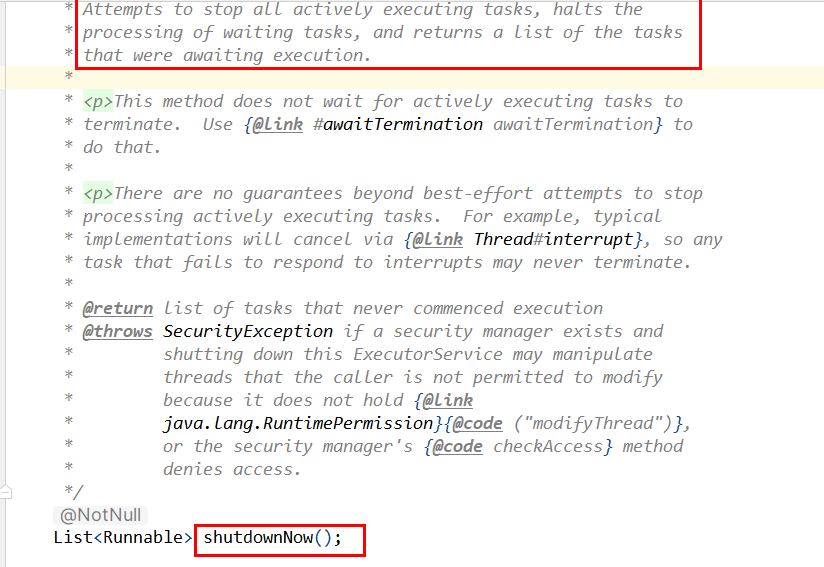 * Attempts to stop all actively executing tasks, halts the
* processing of waiting tasks, and returns a list of the tasks
* that were awaiting execution.
*
* <p>This method does not wait for actively executing tasks to
* terminate.  Use {@link #awaitTermination awaitTermination} to
* do that.
*
* <p>There are no guarantees beyond best-effort attempts to stop
* processing actively executing tasks.  For example, typical
* implementations will cancel via {@link Thread#interrupt}, so any
* task that fails to respond to interrupts may never terminate.
*
* @return list of tasks that never commenced execution
* @throws SecurityException if a security manager exists and
*         shutting down this ExecutorService may manipulate
*         threads that the caller is not permitted to modify
*         because it does not hold {@link
*         java.lang.RuntimePermission}{@code ("modifyThread")},
*         or the security manager's {@code checkAccess} method
*         denies access.
*/
@NotNull
List<Runnable> shutdownNow();